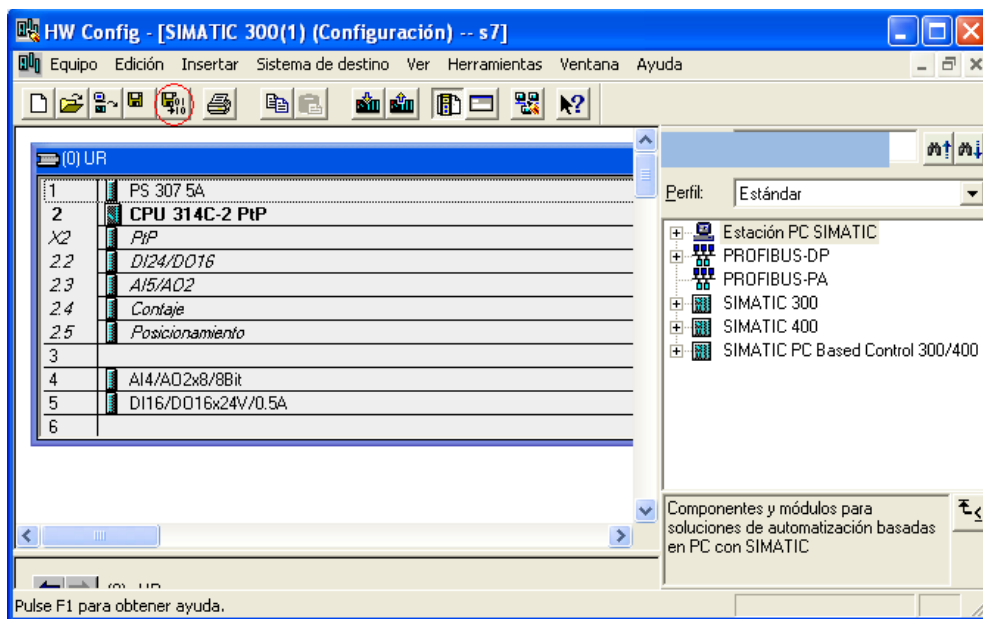 HW Config - [SIMATIC 300(1) (Configuración) -- s7]
Equipo Edición Insertar Sistema de destino Ver Herramientas Ventana Ayuda
(0) UR
1 PS 307 5A
2 CPU 314C-2 PtP
X2 PtP
2.2 DI24/DO16
2.3 AI5/AO2
2.4 Contaje
2.5 Posicionamiento
3
4 AI4/AO2x8/8Bit
5 DI16/DO16x24V/0.5A
6
Perfil: Estándar
Estación PC SIMATIC
PROFIBUS-DP
PROFIBUS-PA
SIMATIC 300
SIMATIC 400
SIMATIC PC Based Control 300/400
Componentes y módulos para
soluciones de automatización basadas
en PC con SIMATIC
(0) UR
Pulse F1 para obtener ayuda.